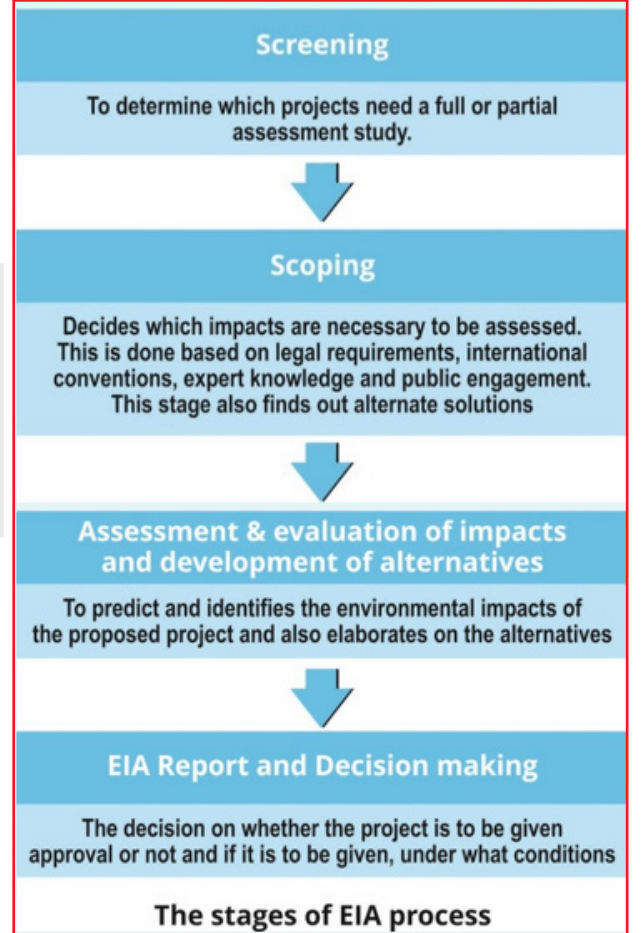 Screening
To determine which projects need a full or partial
assessment study.
Scoping
Decides which impacts are necessary to be assessed.
This is done based on legal requirements, international
conventions, expert knowledge and public engagement.
This stage also finds out alternate solutions
Assessment & evaluation of impacts
and development of alternatives
To predict and identifies the environmental impacts of
the proposed project and also elaborates on the alternatives
EIA Report and Decision making
The decision on whether the project is to be given
approval or not and if it is to be given, under what conditions
The stages of EIA process